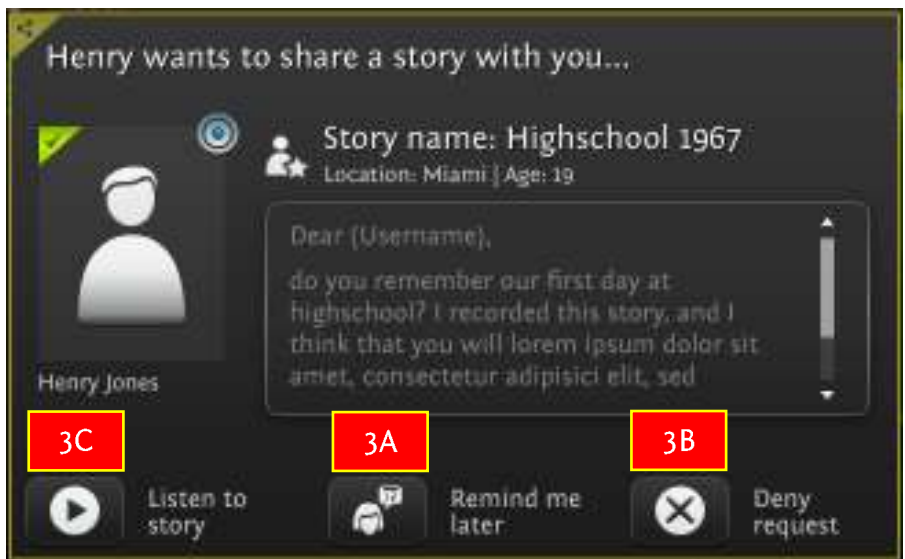 Henry wants to share a story with you...
Story name: Highschool 1967
Location: Miami | Age: 19
Dear (Username),
do you remember our first day at
highschool? I recorded this story, and I
think that you will lorem ipsum dolor sit
amet, consectetur adipisici elit, sed
Henry Jones
3C
3A
3B
Listen to
story
Remind me
later
Deny
request